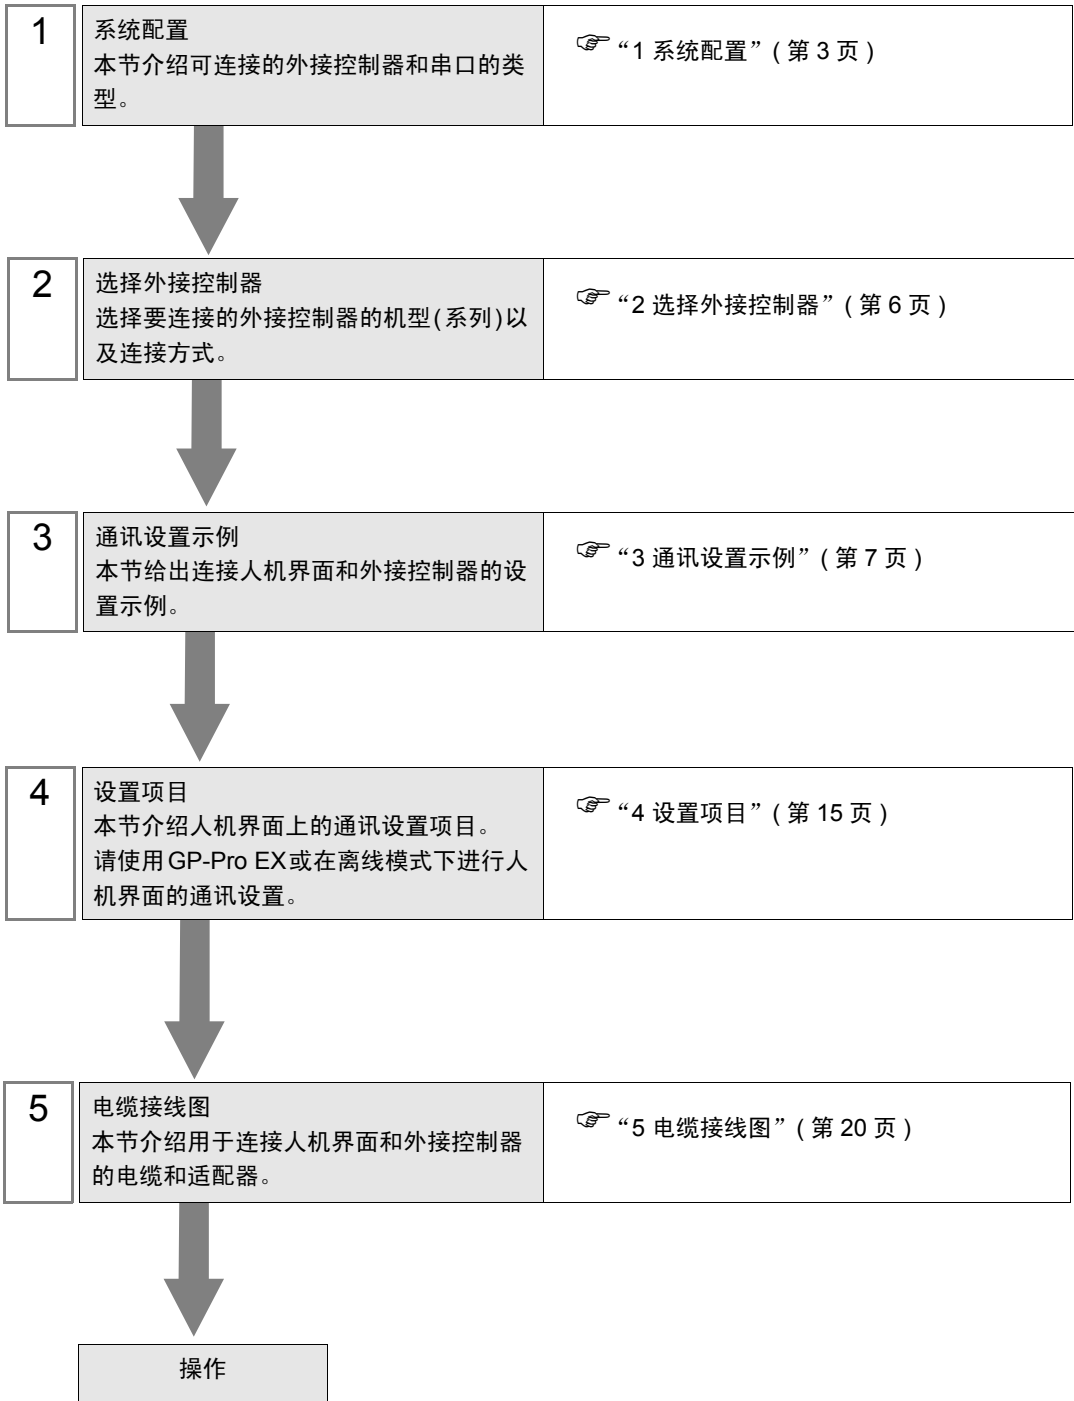 1
系统配置
本节介绍可连接的外接控制器和串口的类
型。
“1 系统配置” ( 第 3 页 )
2
选择外接控制器
选择要连接的外接控制器的机型(系列)以
及连接方式。
“2 选择外接控制器” ( 第 6 页 )
3
通讯设置示例
本节给出连接人机界面和外接控制器的设
置示例。
“3 通讯设置示例” ( 第 7 页 )
4
设置项目
本节介绍人机界面上的通讯设置项目。
请使用GP-Pro EX或在离线模式下进行人
机界面的通讯设置。
“4 设置项目” ( 第 15 页 )
5
电缆接线图
本节介绍用于连接人机界面和外接控制器
的电缆和适配器。
“5 电缆接线图” ( 第 20 页 )
操作